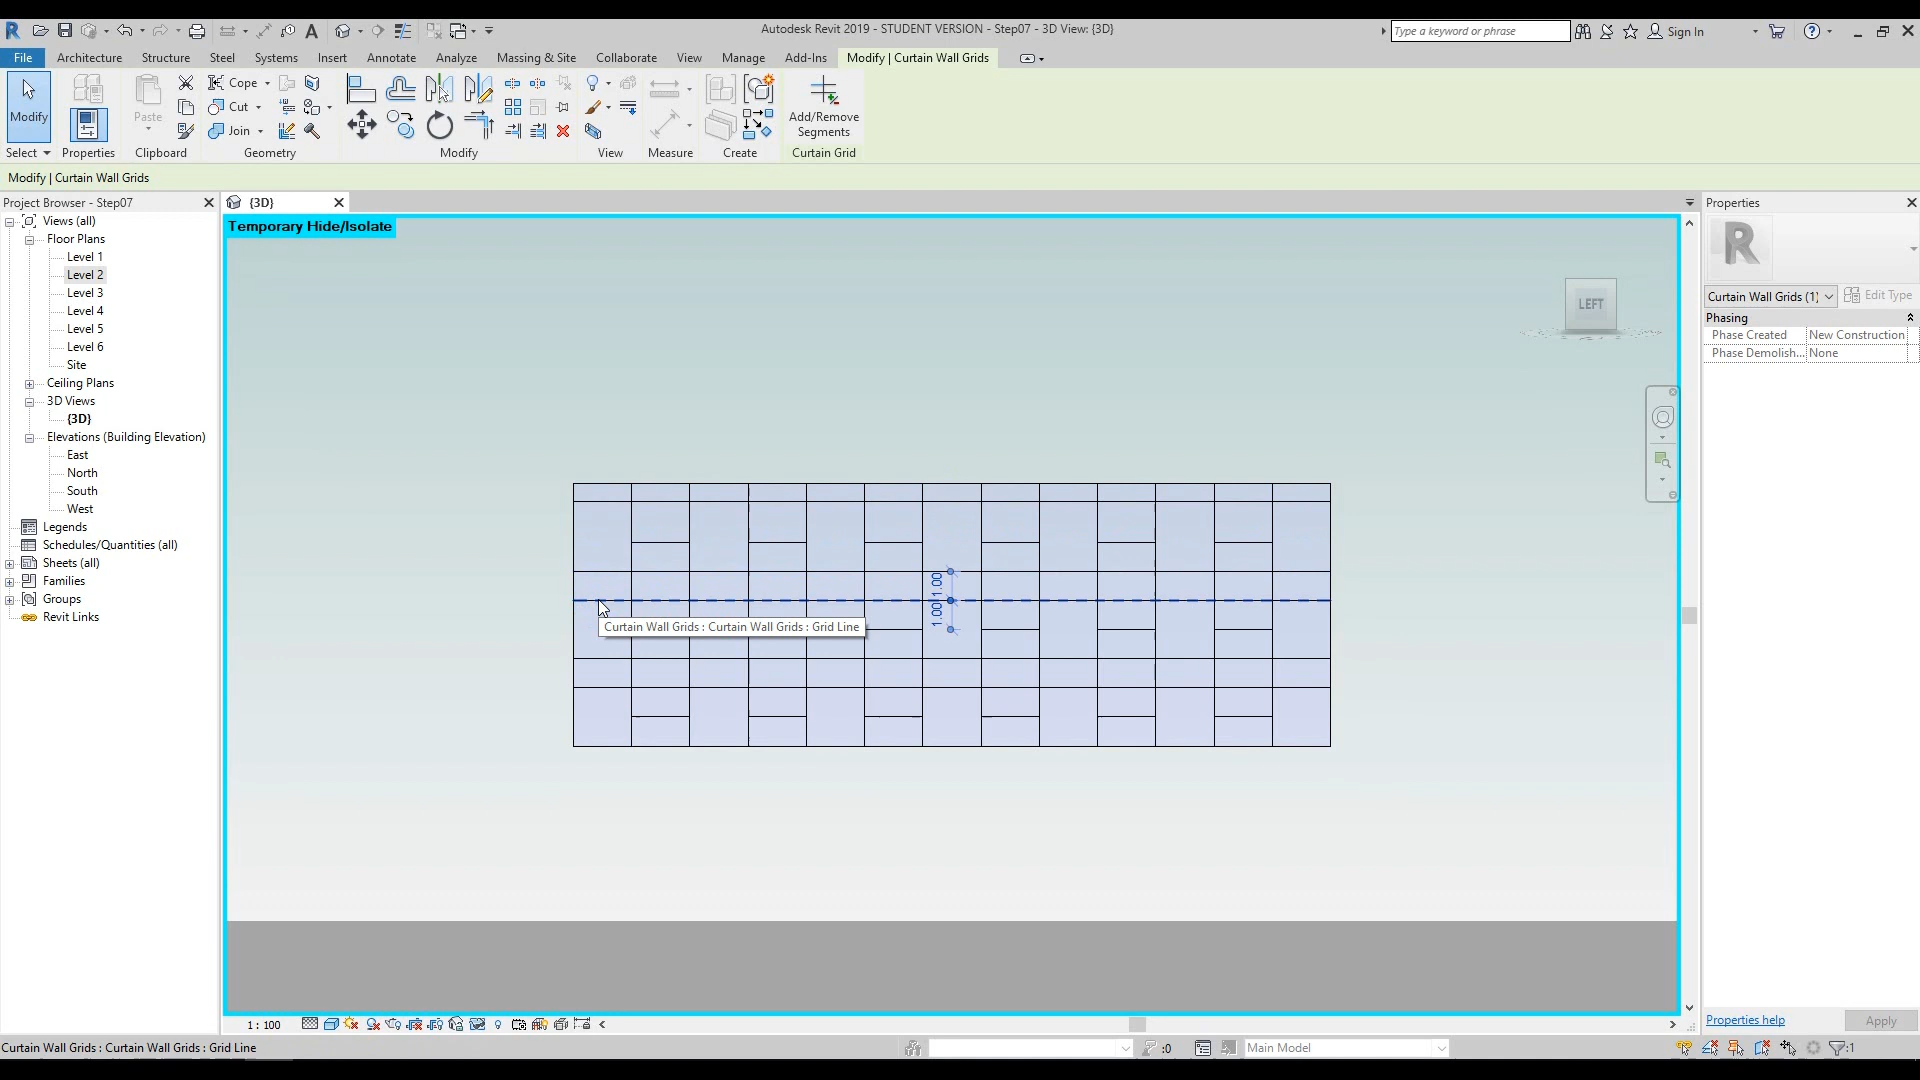 Autodesk Revit 2019 - STUDENT VERSION - Step07 - 3D View: {3D}
Type a keyword or phrase
Sign In
File Architecture Structure Steel Systems Insert Annotate Analyze Massing & Site Collaborate View Manage Add-Ins Modify | Curtain Wall Grids
Modify
Paste
Cope
Cut
Join
Add/Remove
Segments
Select Properties Clipboard Geometry Modify View Measure Create Curtain Grid
Modify | Curtain Wall Grids
Project Browser - Step07
Views (all)
Floor Plans
Level 1
Level 2
Level 3
Level 4
Level 5
Level 6
Site
Ceiling Plans
3D Views
{3D}
Elevations (Building Elevation)
East
North
South
West
Legends
Schedules/Quantities (all)
Sheets (all)
Families
Groups
Revit Links
{3D}
Temporary Hide/Isolate
LEFT
1.00
1.00
Curtain Wall Grids : Curtain Wall Grids : Grid Line
Properties
R
Curtain Wall Grids (1)
Edit Type
Phasing
Phase Created New Construction
Phase Demolish... None
Properties help
Apply
1 : 100
Curtain Wall Grids : Curtain Wall Grids : Grid Line
:0
Main Model
:1